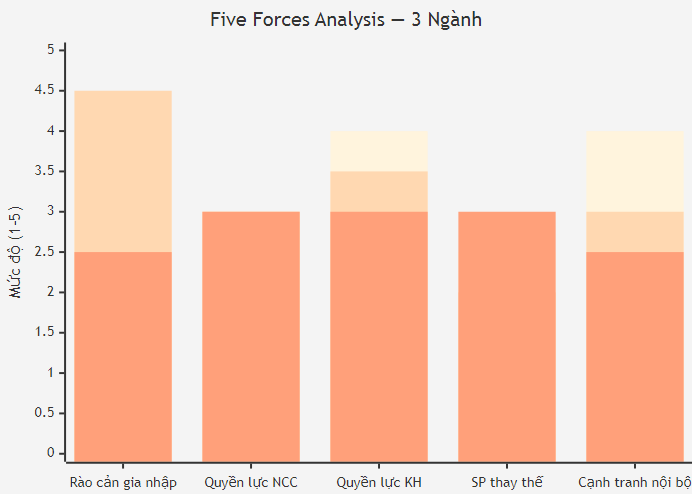 Five Forces Analysis — 3 Ngành
Mức độ (1-5)
5
4.5
4
3.5
3
2.5
2
1.5
1
0.5
0
Rào cản gia nhập
Quyền lực NCC
Quyền lực KH
SP thay thế
Cạnh tranh nội bộ